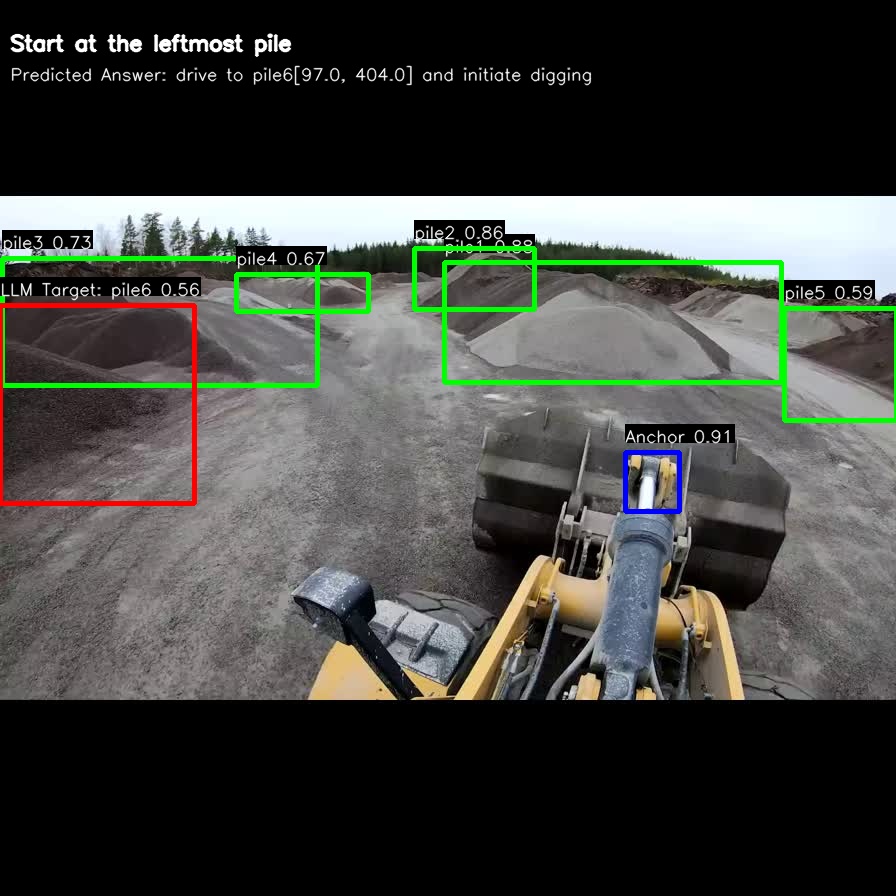 Start at the leftmost pile
Predicted Answer: drive to pile6[97.0, 404.0] and initiate digging
pile2 0.86
pile3 0.73
pile1 0.88
pile4 0.67
LLM Target: pile6 0.56
pile5 0.59
Anchor 0.91